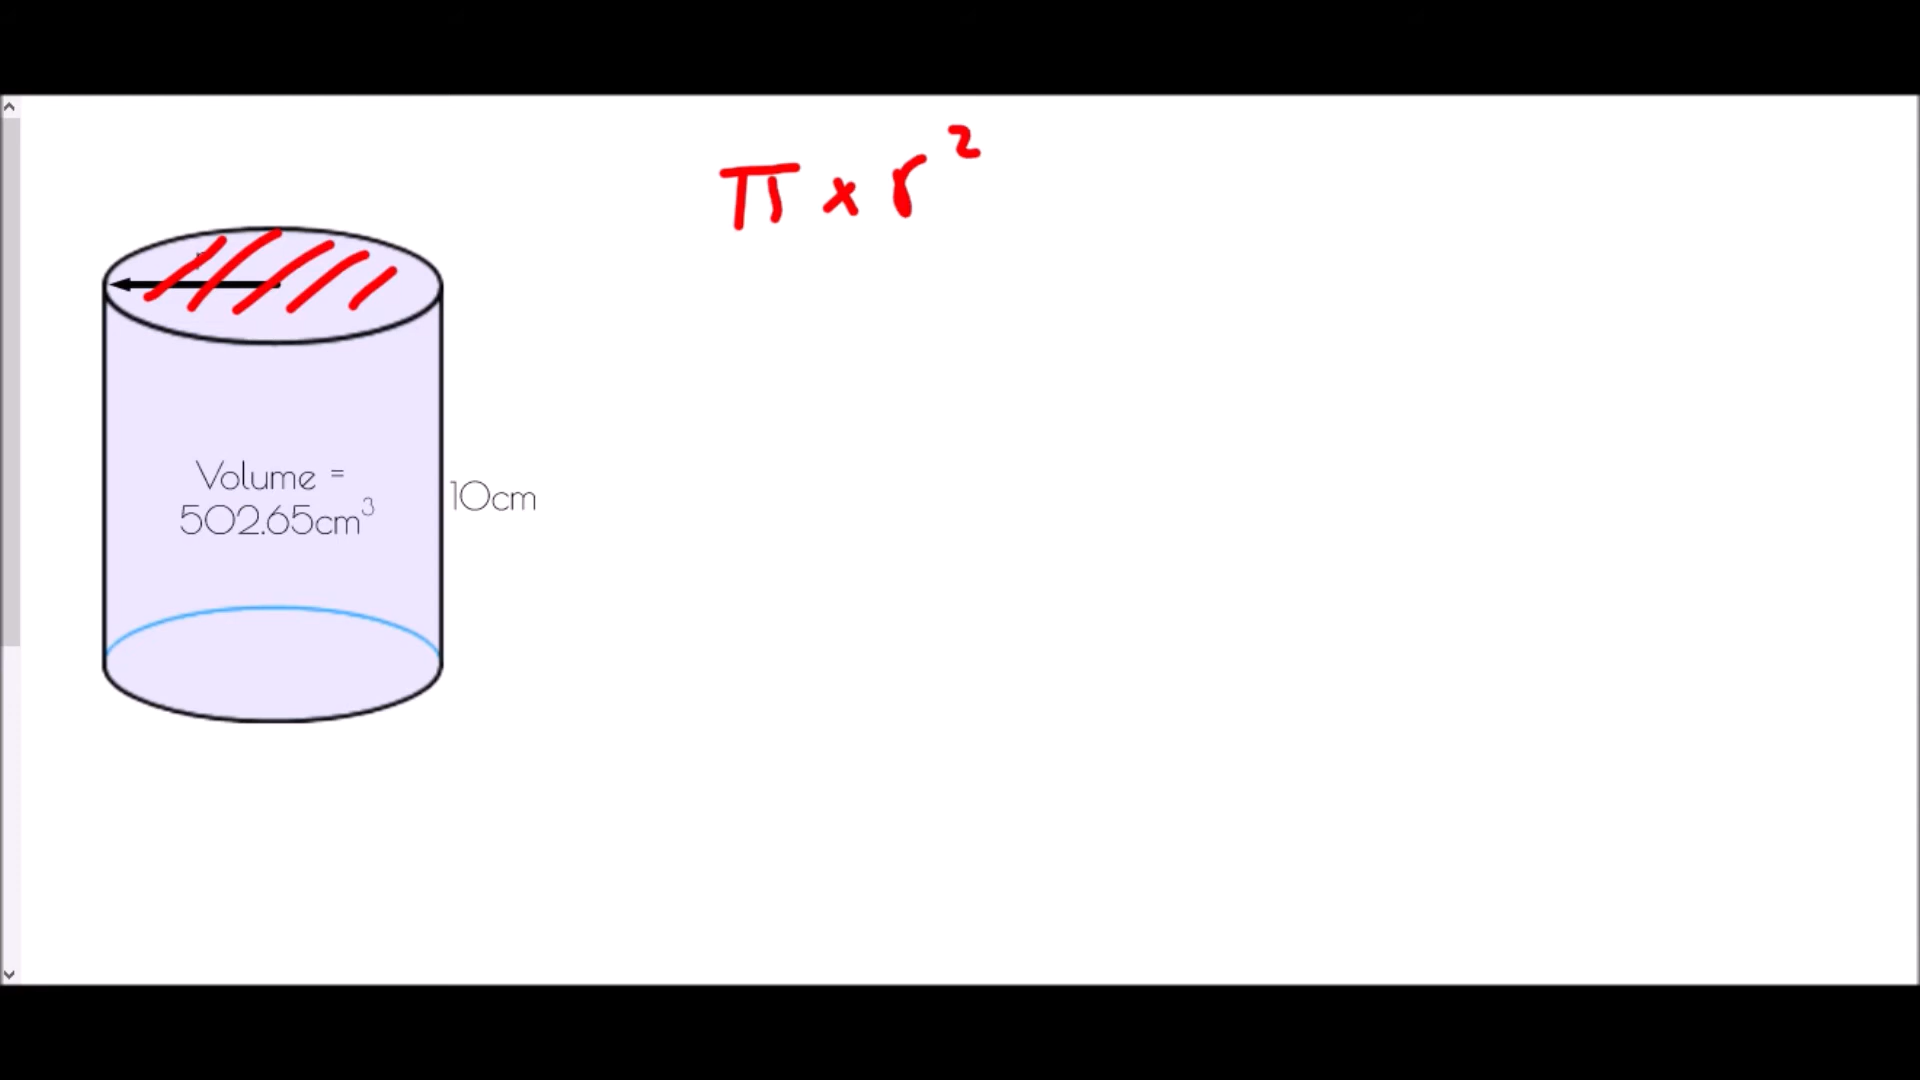 π × r²
r
Volume =
502.65cm³
10cm